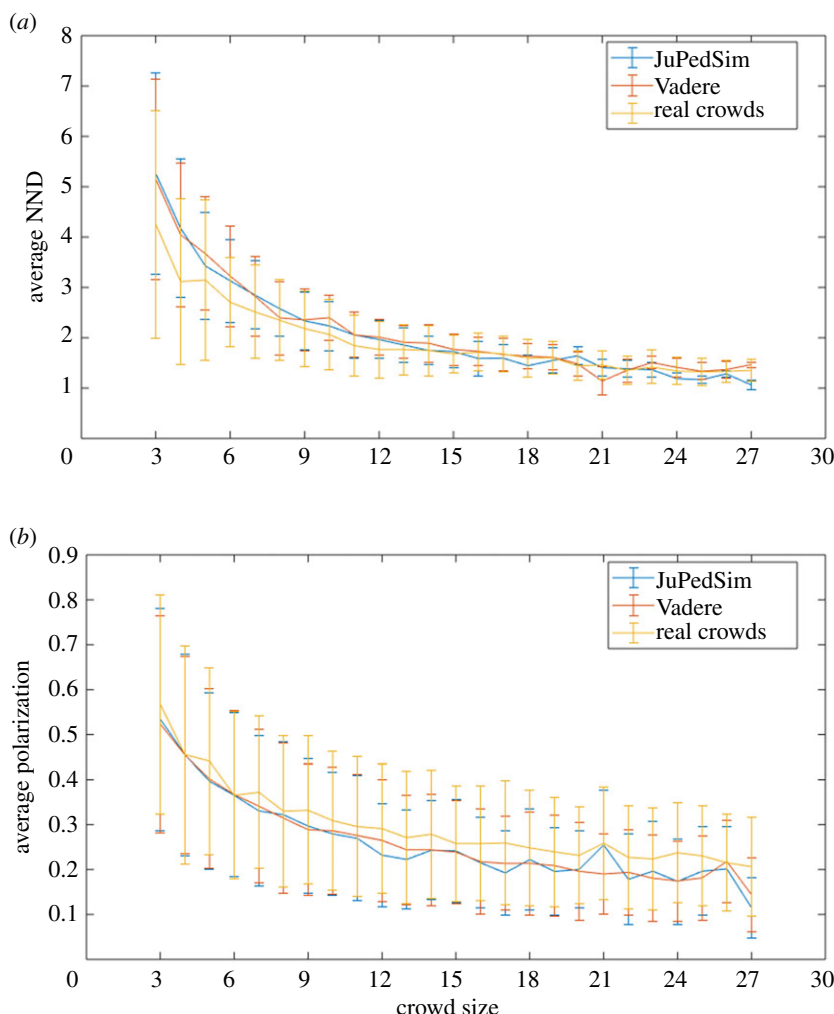 (a)
8
7
6
5
4
3
2
1
0
average NND
JuPedSim
Vadere
real crowds
3 6 9 12 15 18 21 24 27 30
(b)
0.9
0.8
0.7
0.6
0.5
0.4
0.3
0.2
0.1
0
average polarization
JuPedSim
Vadere
real crowds
3 6 9 12 15 18 21 24 27 30
crowd size